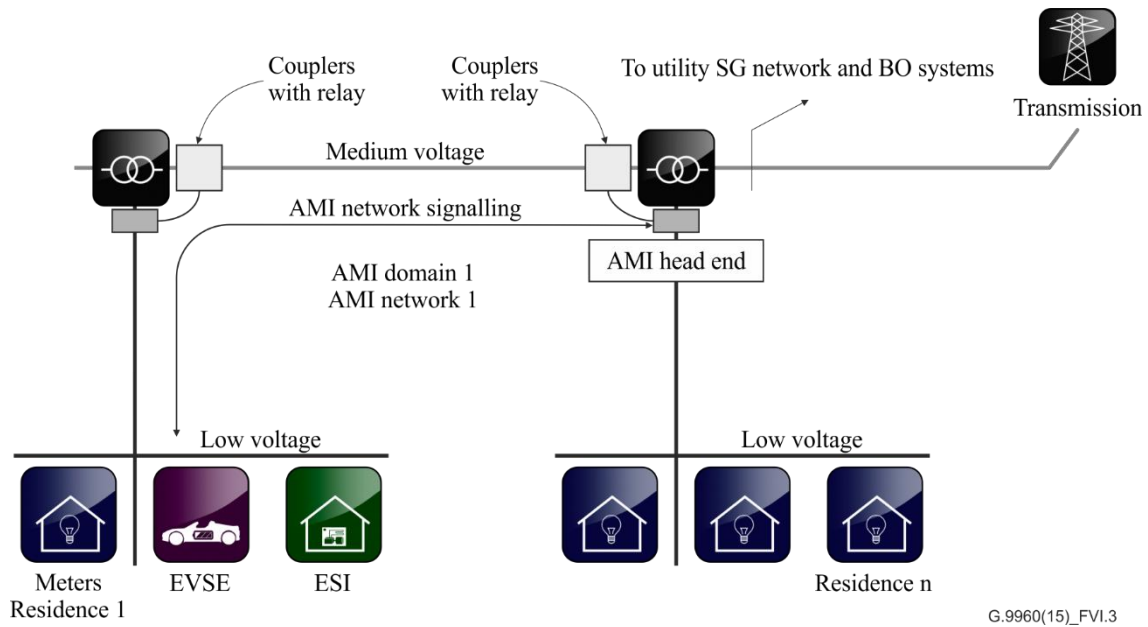 Couplers
with relay
Couplers
with relay
To utility SG network and BO systems
Transmission
Medium voltage
AMI network signalling
AMI head end
AMI domain 1
AMI network 1
Low voltage
Low voltage
Meters
Residence 1
EVSE
ESI
Residence n
G.9960(15)_FVI.3